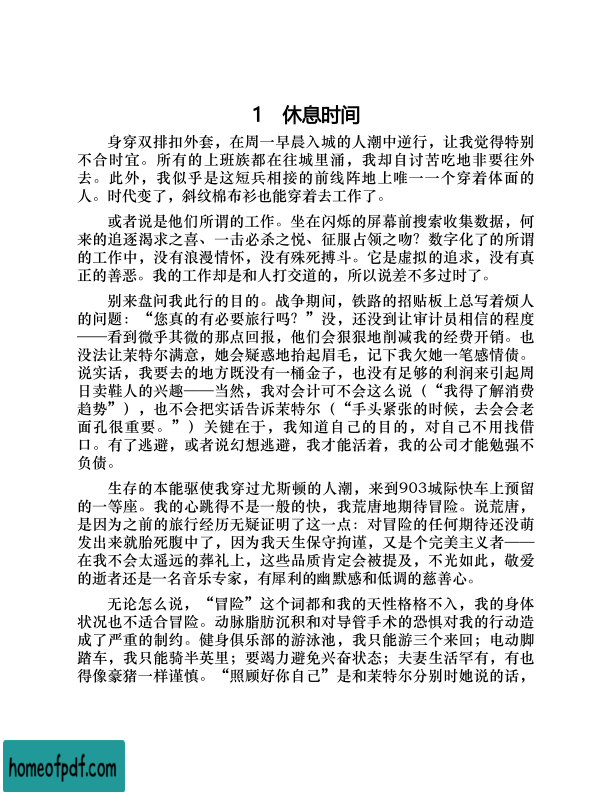 1 休息时间
身穿双排扣外套，在周一早晨入城的人潮中逆行，让我觉得特别
不合时宜。所有的上班族都在往城里涌，我却自讨苦吃地非要往外
去。此外，我似乎是这短兵相接的前线阵地上唯一一个穿着体面的
人。时代变了，斜纹棉布衫也能穿着去工作了。
或者说是他们所谓的工作。坐在闪烁的屏幕前搜索收集数据，何
来的追逐渴求之喜、一击必杀之悦、征服占领之吻？数字化了的所谓
的工作中，没有浪漫情怀，没有殊死搏斗。它是虚拟的追求，没有真
正的善恶。我的工作却是和人打交道的，所以说差不多过时了。
别来盘问我此行的目的。战争期间，铁路的招贴板上总写着烦人
的问题：“您真的有必要旅行吗？”没，还没到让审计员相信的程度
——看到微乎其微的那点回报，他们会狠狠地削减我的经费开销。也
没法让茉特尔满意，她会疑惑地抬起眉毛，记下我欠她一笔感情债。
说实话，我要去的地方既没有一桶金子，也没有足够的利润来引起周
日卖鞋人的兴趣——当然，我对会计可不会这么说（“我得了解消费
趋势”），也不会把实话告诉茉特尔（“手头紧张的时候，去会会老
面孔很重要。”）关键在于，我知道自己的目的，对自己不用找借
口。有了逃避，或者说幻想逃避，我才能活着，我的公司才能勉强不
负债。
生存的本能驱使我穿过尤斯顿的人潮，来到903城际快车上预留
的一等座。我的心跳得不是一般的快，我荒唐地期待冒险。说荒唐，
是因为之前的旅行经历无疑证明了这一点：对冒险的任何期待还没萌
发出来就胎死腹中了，因为我天生保守拘谨，又是个完美主义者——
在我不会太遥远的葬礼上，这些品质肯定会被提及，不光如此，敬爱
的逝者还是一名音乐专家，有犀利的幽默感和低调的慈善心。
无论怎么说，“冒险”这个词都和我的天性格格不入，我的身体
状况也不适合冒险。动脉脂肪沉积和对导管手术的恐惧对我的行动造
成了严重的制约。健身俱乐部的游泳池，我只能游三个来回；电动脚
踏车，我只能骑半英里；要竭力避免兴奋状态；夫妻生活罕有，有也
得像豪猪一样谨慎。“照顾好你自己”是和茉特尔分别时她说的话，
homeofpdf.com